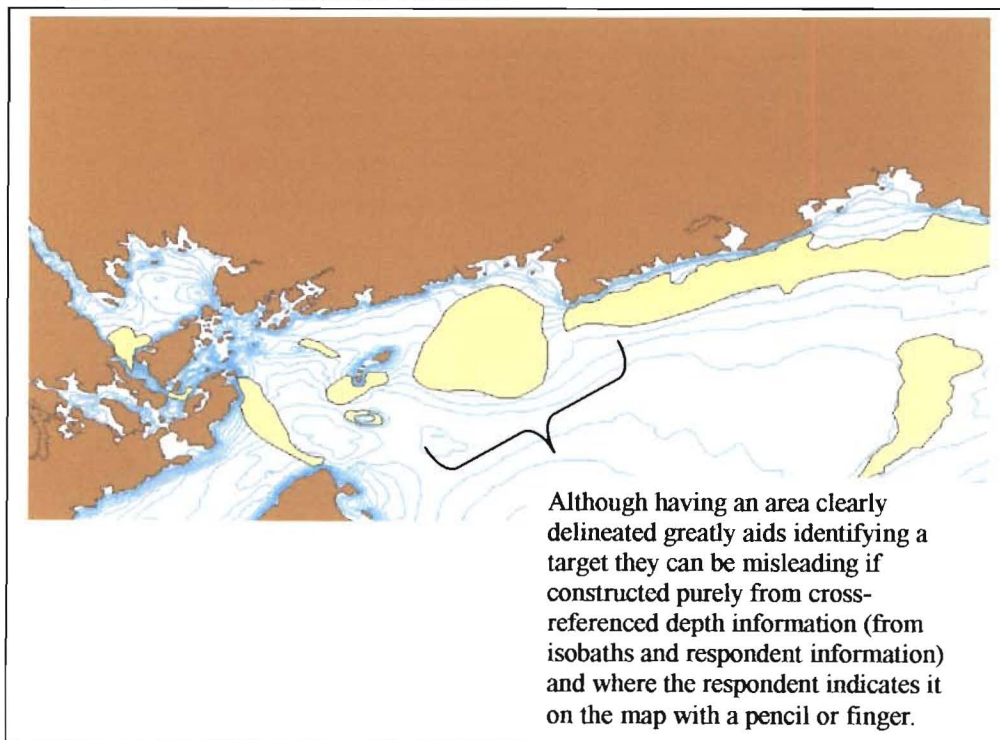 Although having an area clearly
delineated greatly aids identifying a
target they can be misleading if
constructed purely from cross-
referenced depth information (from
isobaths and respondent information)
and where the respondent indicates it
on the map with a pencil or finger.